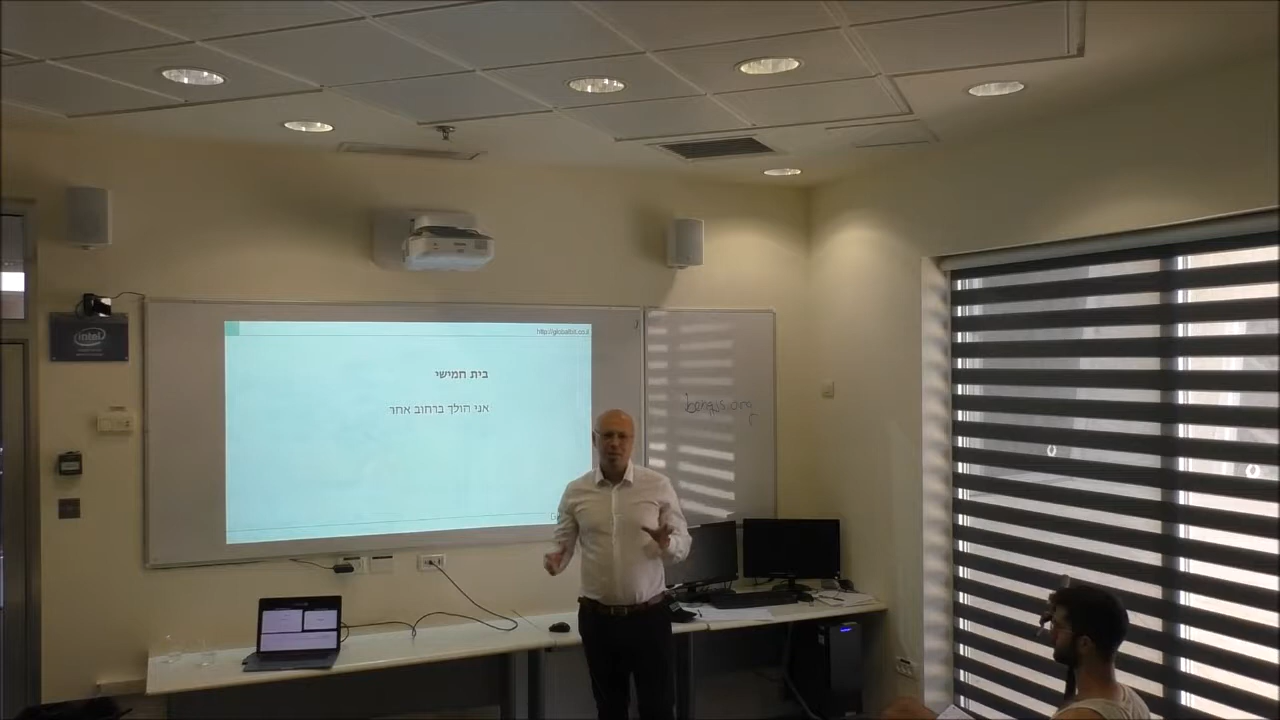 http://globalbit.co.il
בית חמישי
אני הולך ברחוב אחר
intel